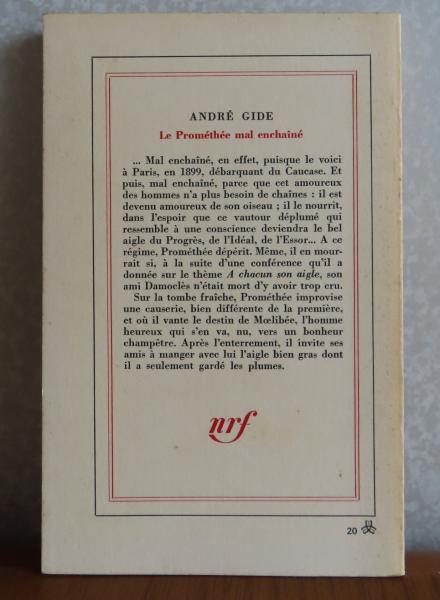 ANDRÉ GIDE
Le Prométhée mal enchaîné
... Mal enchaîné, en effet, puisque le voici
à Paris, en 1899, débarquant du Caucase. Et
puis, mal enchaîné, parce que cet amoureux
des hommes n'a plus besoin de chaînes : il est
devenu amoureux de son oiseau ; il le nourrit,
dans l'espoir que ce vautour déplumé qui
ressemble à une conscience deviendra le bel
aigle du Progrès, de l'Idéal, de l'Essor... A ce
régime, Prométhée dépérit. Même, il en mour-
rait si, à la suite d'une conférence qu'il a
donnée sur le thème A chacun son aigle, son
ami Damoclès n'était mort d'y avoir trop cru.
Sur la tombe fraîche, Prométhée improvise
une causerie, bien différente de la première,
et où il vante le destin de Mœlibée, l'homme
heureux qui s'en va, nu, vers un bonheur
champêtre. Après l'enterrement, il invite ses
amis à manger avec lui l'aigle bien gras dont
il a seulement gardé les plumes.
nrf
20